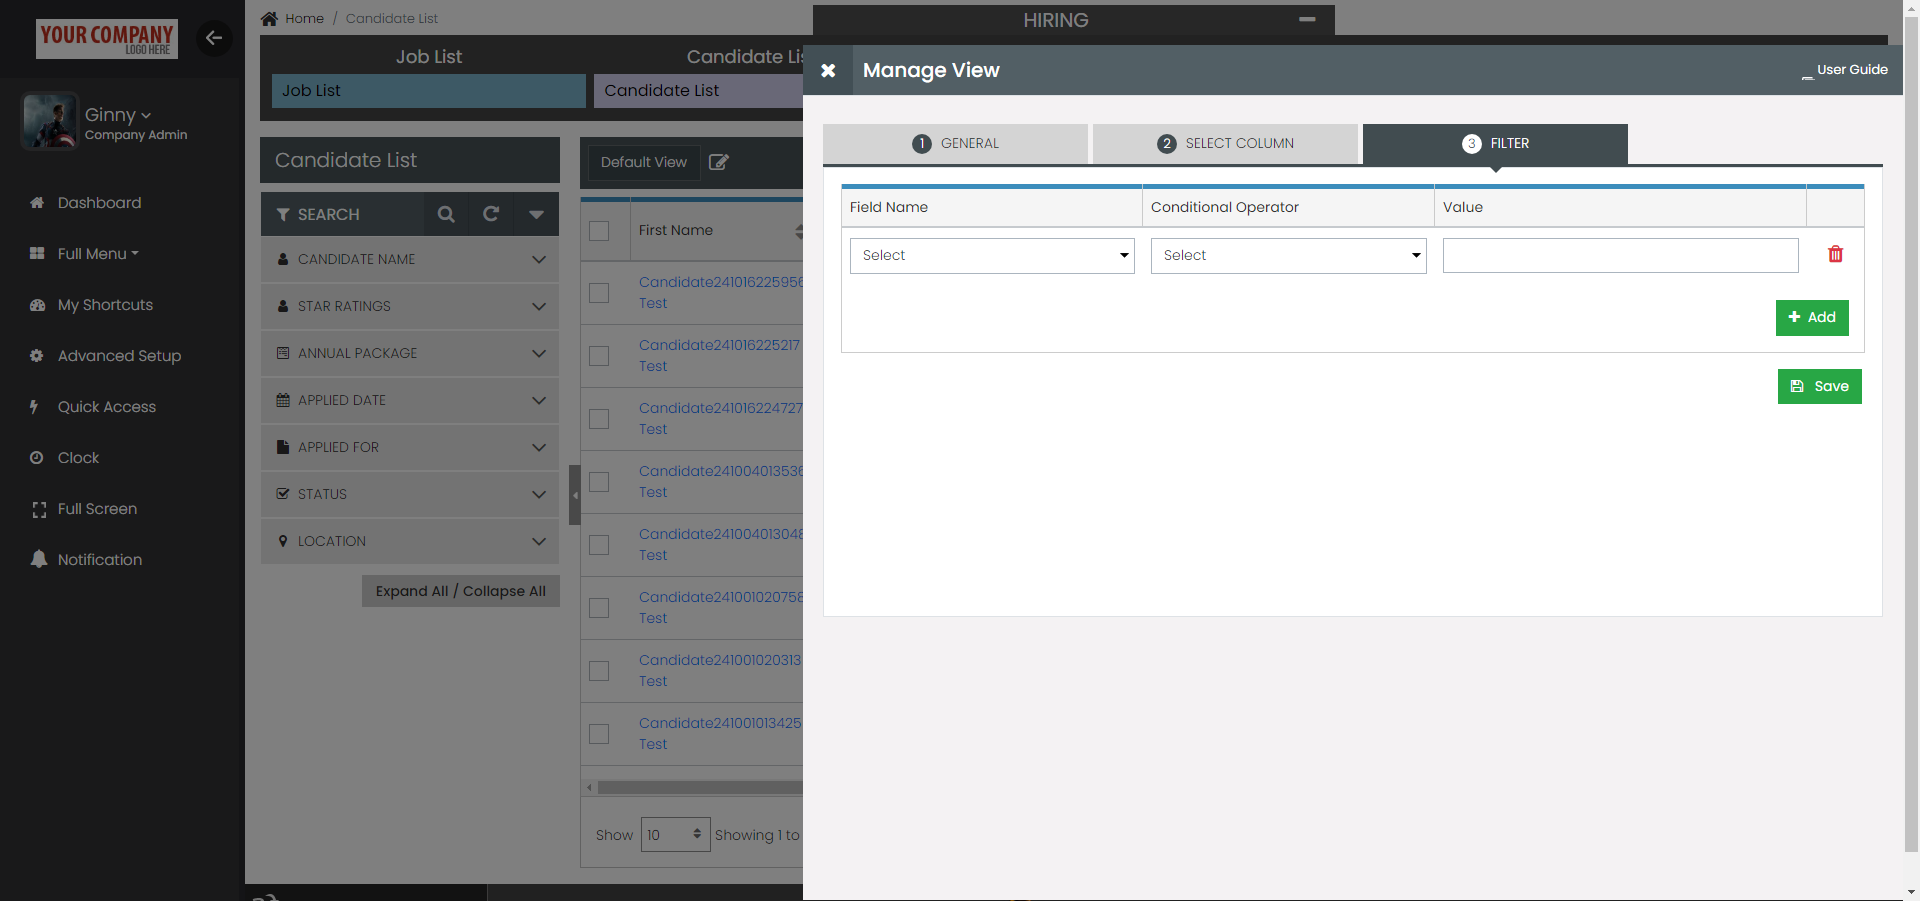 YOUR COMPANY
LOGO HERE
Ginny
Company Admin
Dashboard
Full Menu
My Shortcuts
Advanced Setup
Quick Access
Clock
Full Screen
Notification
Home / Candidate List
HIRING
Job List
Candidate Lis
Job List
Candidate List
Candidate List
SEARCH
CANDIDATE NAME
STAR RATINGS
ANNUAL PACKAGE
APPLIED DATE
APPLIED FOR
STATUS
LOCATION
Expand All / Collapse All
Default View
First Name
Candidate241016225956
Test
Candidate241016225217
Test
Candidate241016224727
Test
Candidate241004013536
Test
Candidate241004013048
Test
Candidate241001020758
Test
Candidate241001020313
Test
Candidate241001013425
Test
Show 10 Showing 1 to
Manage View
User Guide
1 GENERAL
2 SELECT COLUMN
3 FILTER
Field Name Conditional Operator Value
Select Select
Add
Save